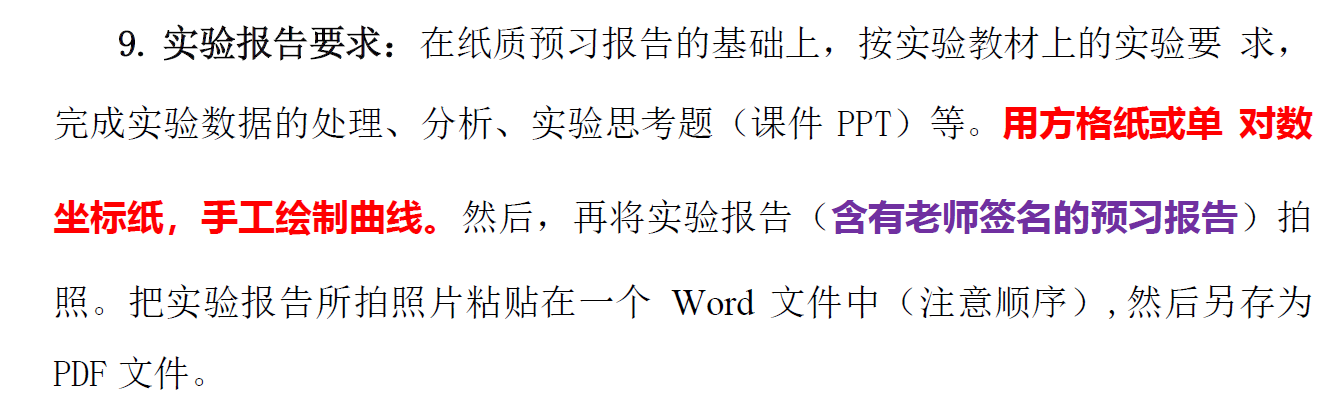 9. 实验报告要求：在纸质预习报告的基础上，按实验教材上的实验要 求，
完成实验数据的处理、分析、实验思考题（课件 PPT）等。用方格纸或单 对数
坐标纸，手工绘制曲线。然后，再将实验报告（含有老师签名的预习报告）拍
照。把实验报告所拍照片粘贴在一个 Word 文件中（注意顺序）,然后另存为
PDF 文件。